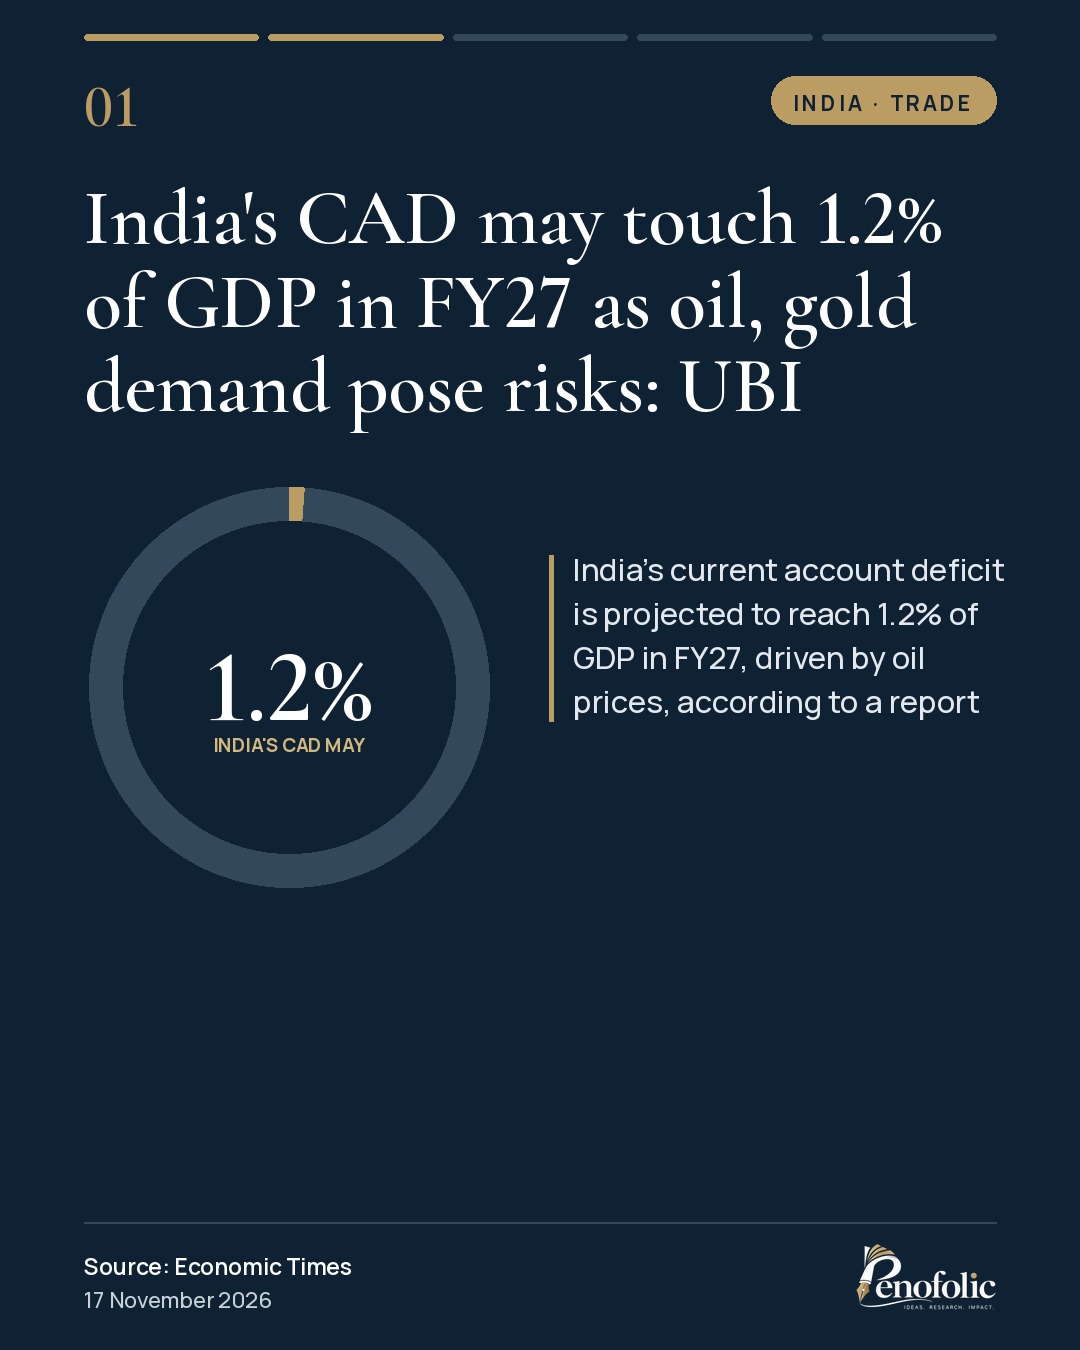 01
INDIA · TRADE
India's CAD may touch 1.2%
of GDP in FY27 as oil, gold
demand pose risks: UBI
1.2%
INDIA'S CAD MAY
India’s current account deficit
is projected to reach 1.2% of
GDP in FY27, driven by oil
prices, according to a report
Source: Economic Times
17 November 2026
Penofolic
IDEAS. RESEARCH. IMPACT.